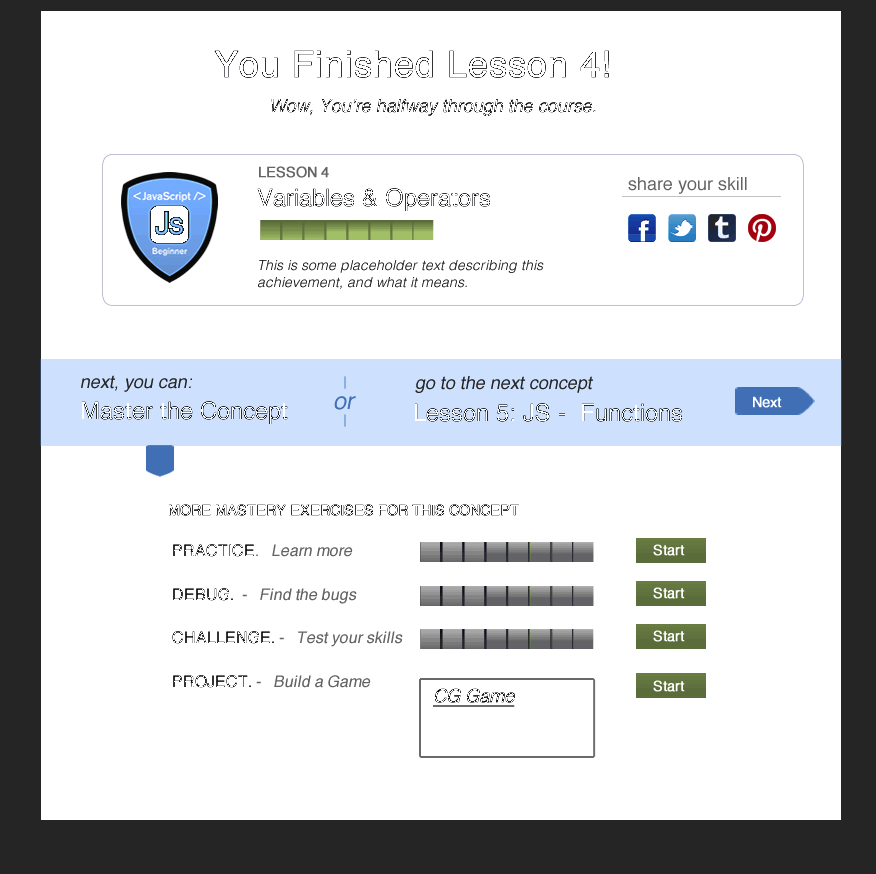 You Finished Lesson 4!
Wow, You're halfway through the course.
LESSON 4
Variables & Operators
share your skill
</JavaScript />
Js
Beginner
f
t
This is some placeholder text describing this
achievement, and what it means.
next, you can:
Master the Concept
or
go to the next concept
Lesson 5: JS - Functions
Next
MORE MASTERY EXERCISES FOR THIS CONCEPT
PRACTICE. Learn more
Start
DEBUG. - Find the bugs
Start
CHALLENGE. - Test your skills
Start
PROJECT. - Build a Game
CG Game
Start